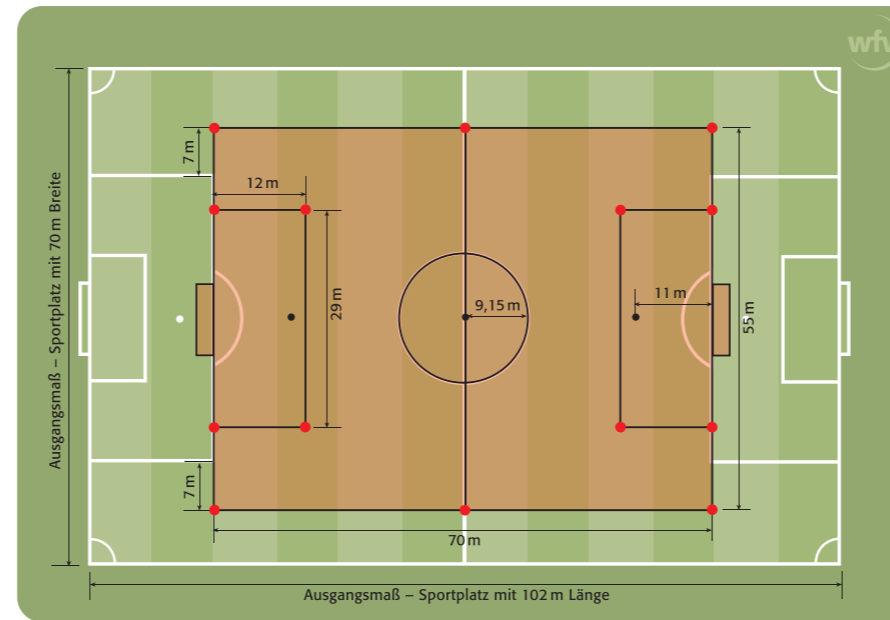 wfv
7 m
12 m
Ausgangsmaß – Sportplatz mit 70 m Breite
29 m
9,15 m
11 m
55 m
7 m
70 m
Ausgangsmaß – Sportplatz mit 102 m Länge